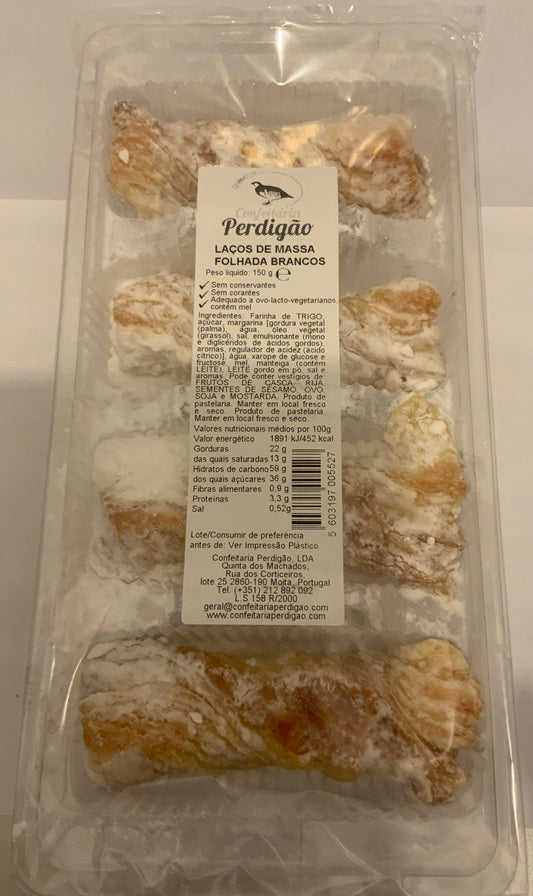 Confeitaria
Perdigão
LAÇOS DE MASSA
FOLHADA BRANCOS
Peso líquido: 150 g e
Sem conservantes
Sem corantes
Adequado a ovo-lacto-vegetarianos,
contém mel
Ingredientes: Farinha de TRIGO,
açúcar, margarina [gordura vegetal
(palma), água, óleo vegetal
(girassol), sal, emulsionante (mono
e diglicéridos de ácidos gordos),
aromas, regulador de acidez (ácido
cítrico)], água, xarope de glucose e
fructose, mel, manteiga (contém
LEITE), LEITE gordo em pó, sal e
aromas. Pode conter vestígios de
FRUTOS DE CASCA RIJA,
SEMENTES DE SÉSAMO, OVO,
SOJA e MOSTARDA. Produto de
pastelaria. Manter em local fresco
e seco. Produto de pastelaria.
Manter em local fresco e seco.
Valores nutricionais médios por 100g:
Valor energético 1891 kJ/452 kcal
Gorduras 22 g
das quais saturadas 13 g
Hidratos de carbono 59 g
dos quais açúcares 36 g
Fibras alimentares 0,9 g
Proteínas 3,3 g
Sal 0,52g
5 603197 005527
Lote/Consumir de preferência
antes de: Ver Impressão Plástico
Confeitaria Perdigão, LDA
Quinta dos Machados,
Rua dos Corticeiros,
lote 25 2860-190 Moita, Portugal
Tel. (+351) 212 892 092
L.S 158 R/2000
geral@confeitariaperdigao.com
www.confeitariaperdigao.com